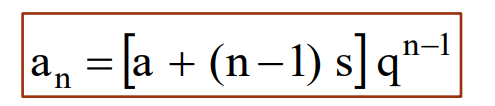 aₙ = [a + (n−1) s] qⁿ⁻¹